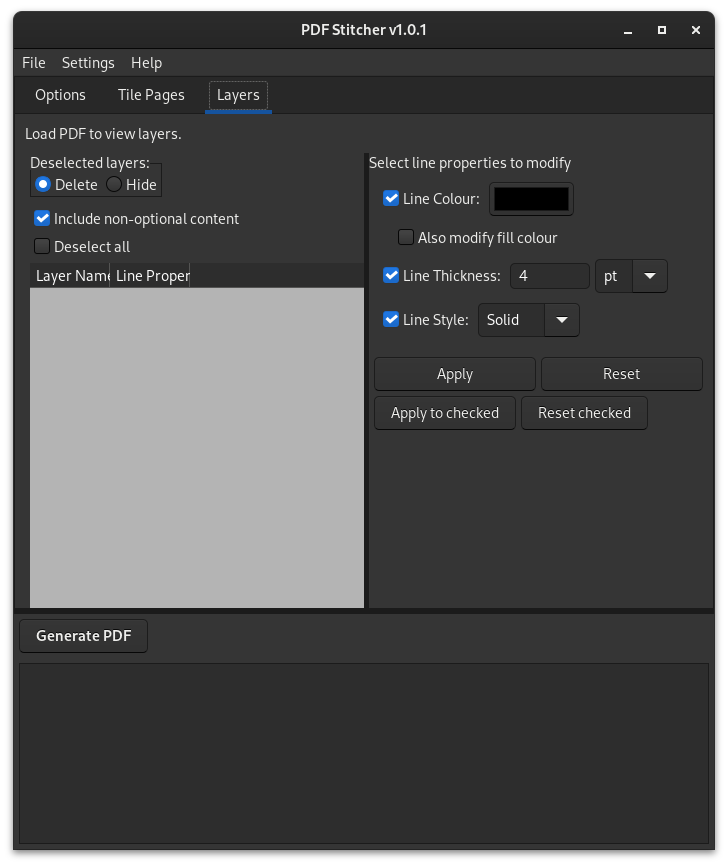 PDF Stitcher v1.0.1
File Settings Help
Options Tile Pages Layers
Load PDF to view layers.
Deselected layers:
Delete Hide
Include non-optional content
Deselect all
Layer Name Line Proper
Select line properties to modify
Line Colour:
Also modify fill colour
Line Thickness: 4 pt
Line Style: Solid
Apply Reset
Apply to checked Reset checked
Generate PDF